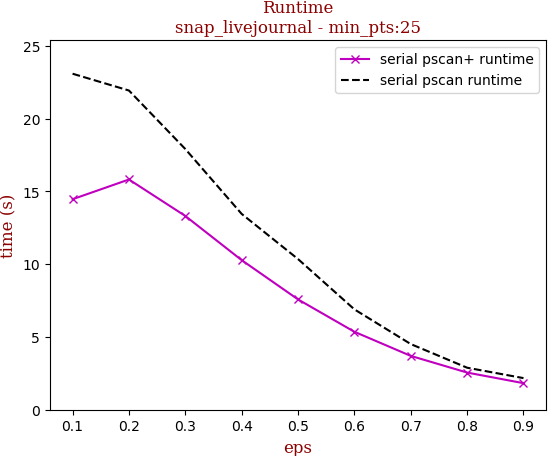 Runtime
snap_livejournal - min_pts:25
serial pscan+ runtime
serial pscan runtime
time (s)
25
20
15
10
5
0
0.1 0.2 0.3 0.4 0.5 0.6 0.7 0.8 0.9
eps